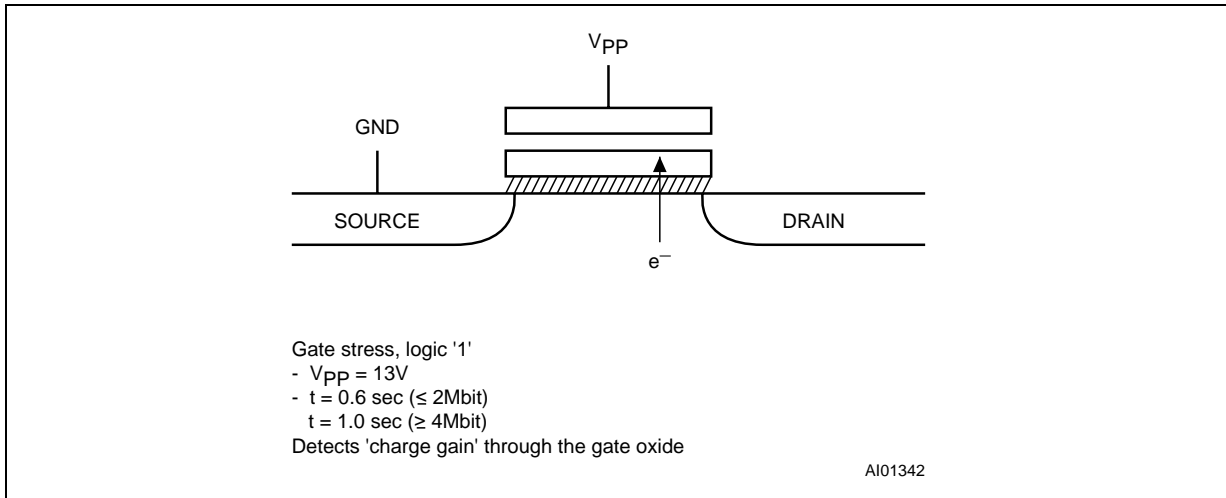 VPP
GND
SOURCE
DRAIN
e–
Gate stress, logic '1'
- VPP = 13V
- t = 0.6 sec (≤ 2Mbit)
t = 1.0 sec (≥ 4Mbit)
Detects 'charge gain' through the gate oxide
AI01342